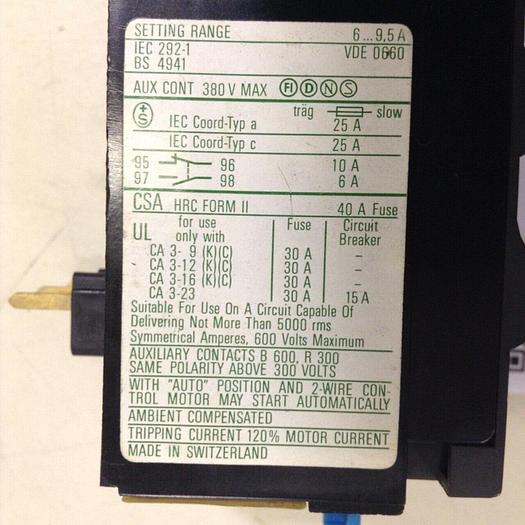 SETTING RANGE 6...9,5 A
IEC 292-1 VDE 0660
BS 4941
AUX CONT 380 V MAX FI D N S
träg slow
+S IEC Coord-Typ a 25 A
IEC Coord-Typ c 25 A
95 96 10 A
97 98 6 A
CSA HRC FORM II 40 A Fuse
UL for use only with Fuse Circuit Breaker
CA 3- 9 (K)(C) 30 A –
CA 3-12 (K)(C) 30 A –
CA 3-16 (K)(C) 30 A –
CA 3-23 30 A 15 A
Suitable For Use On A Circuit Capable Of
Delivering Not More Than 5000 rms
Symmetrical Amperes, 600 Volts Maximum
AUXILIARY CONTACTS B 600, R 300
SAME POLARITY ABOVE 300 VOLTS
WITH "AUTO" POSITION AND 2-WIRE CON-
TROL MOTOR MAY START AUTOMATICALLY
AMBIENT COMPENSATED
TRIPPING CURRENT 120% MOTOR CURRENT
MADE IN SWITZERLAND